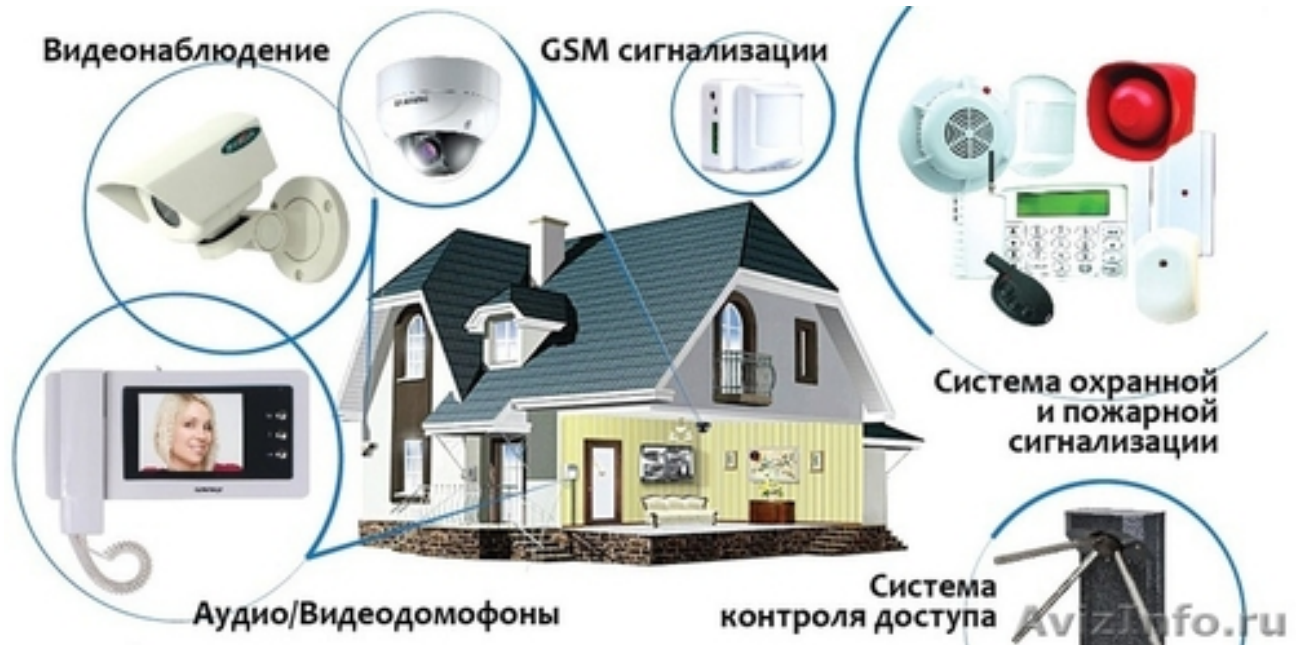 Видеонаблюдение
GSM сигнализации
Система охранной
и пожарной
сигнализации
Аудио/Видеодомофоны
Система
контроля доступа
AvizInfo.ru